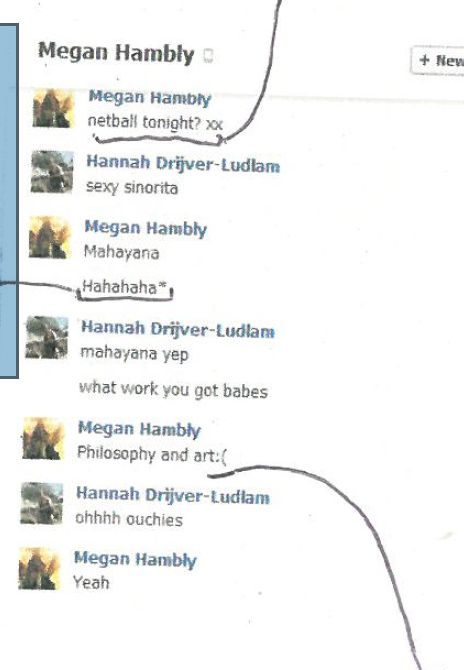 Megan Hambly
+ New
Megan Hambly
netball tonight? xx
Hannah Drijver-Ludlam
sexy sinorita
Megan Hambly
Mahayana
Hahahaha*
Hannah Drijver-Ludlam
mahayana yep
what work you got babes
Megan Hambly
Philosophy and art:(
Hannah Drijver-Ludlam
ohhhh ouchies
Megan Hambly
Yeah